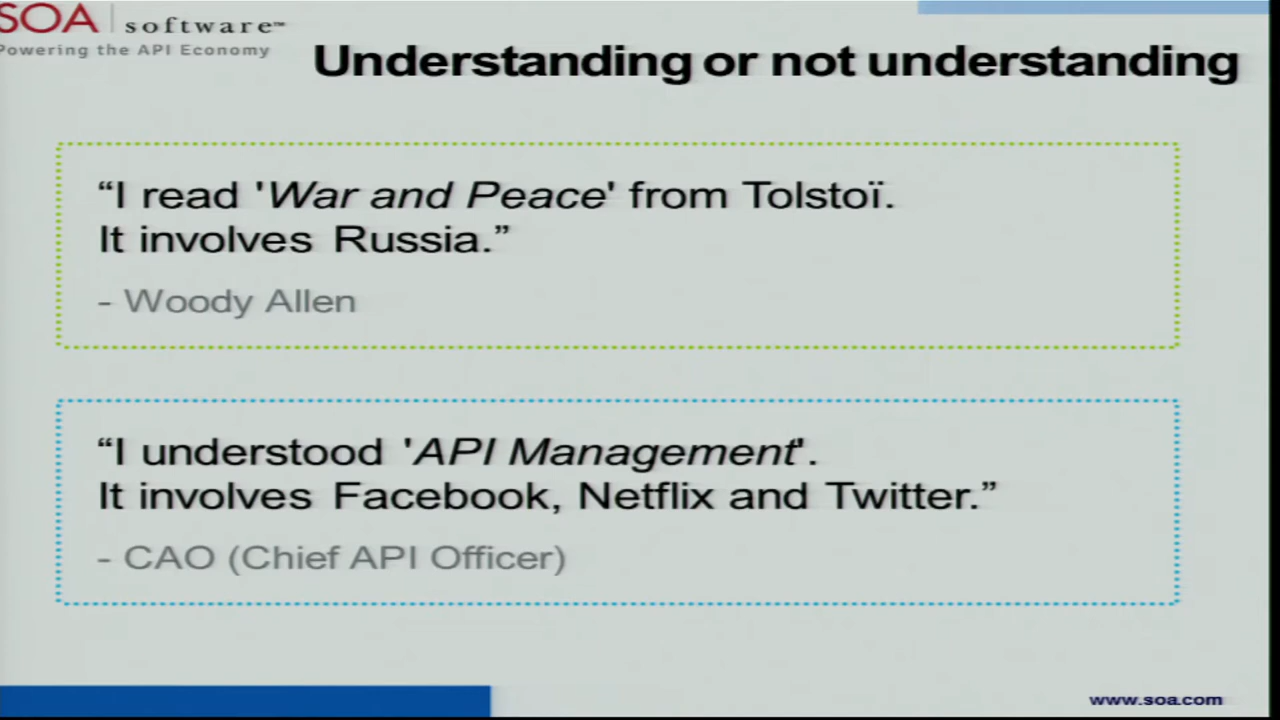 SOA software™
Powering the API Economy
Understanding or not understanding
“I read 'War and Peace' from Tolstoï.
It involves Russia.”
- Woody Allen
“I understood 'API Management'.
It involves Facebook, Netflix and Twitter.”
- CAO (Chief API Officer)
www.soa.com